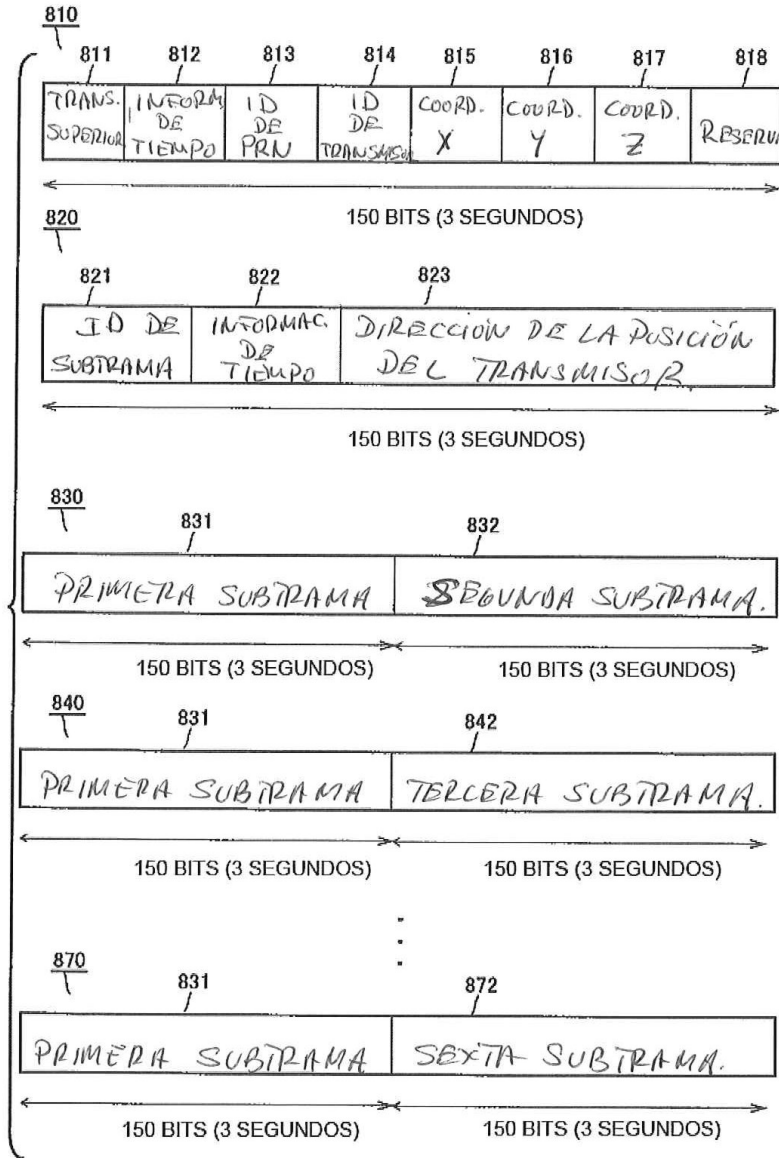 810
811 812 813 814 815 816 817 818
TRANS. SUPERIOR INFORM. DE TIEMPO ID DE PRN ID DE TRANSMISOR COORD. X COORD. Y COORD. Z
150 BITS (3 SEGUNDOS)
820
821 822 823
ID DE SUBTRAMA INFORMAC. DE TIEMPO DIRECCIÓN DE LA POSICIÓN DEL TRANSMISOR.
150 BITS (3 SEGUNDOS)
830
831 832
PRIMERA SUBTRAMA SEGUNDA SUBTRAMA.
150 BITS (3 SEGUNDOS) 150 BITS (3 SEGUNDOS)
840
831 842
PRIMERA SUBTRAMA TERCERA SUBTRAMA.
150 BITS (3 SEGUNDOS) 150 BITS (3 SEGUNDOS)
870
831 872
PRIMERA SUBTRAMA SEXTA SUBTRAMA.
150 BITS (3 SEGUNDOS) 150 BITS (3 SEGUNDOS)